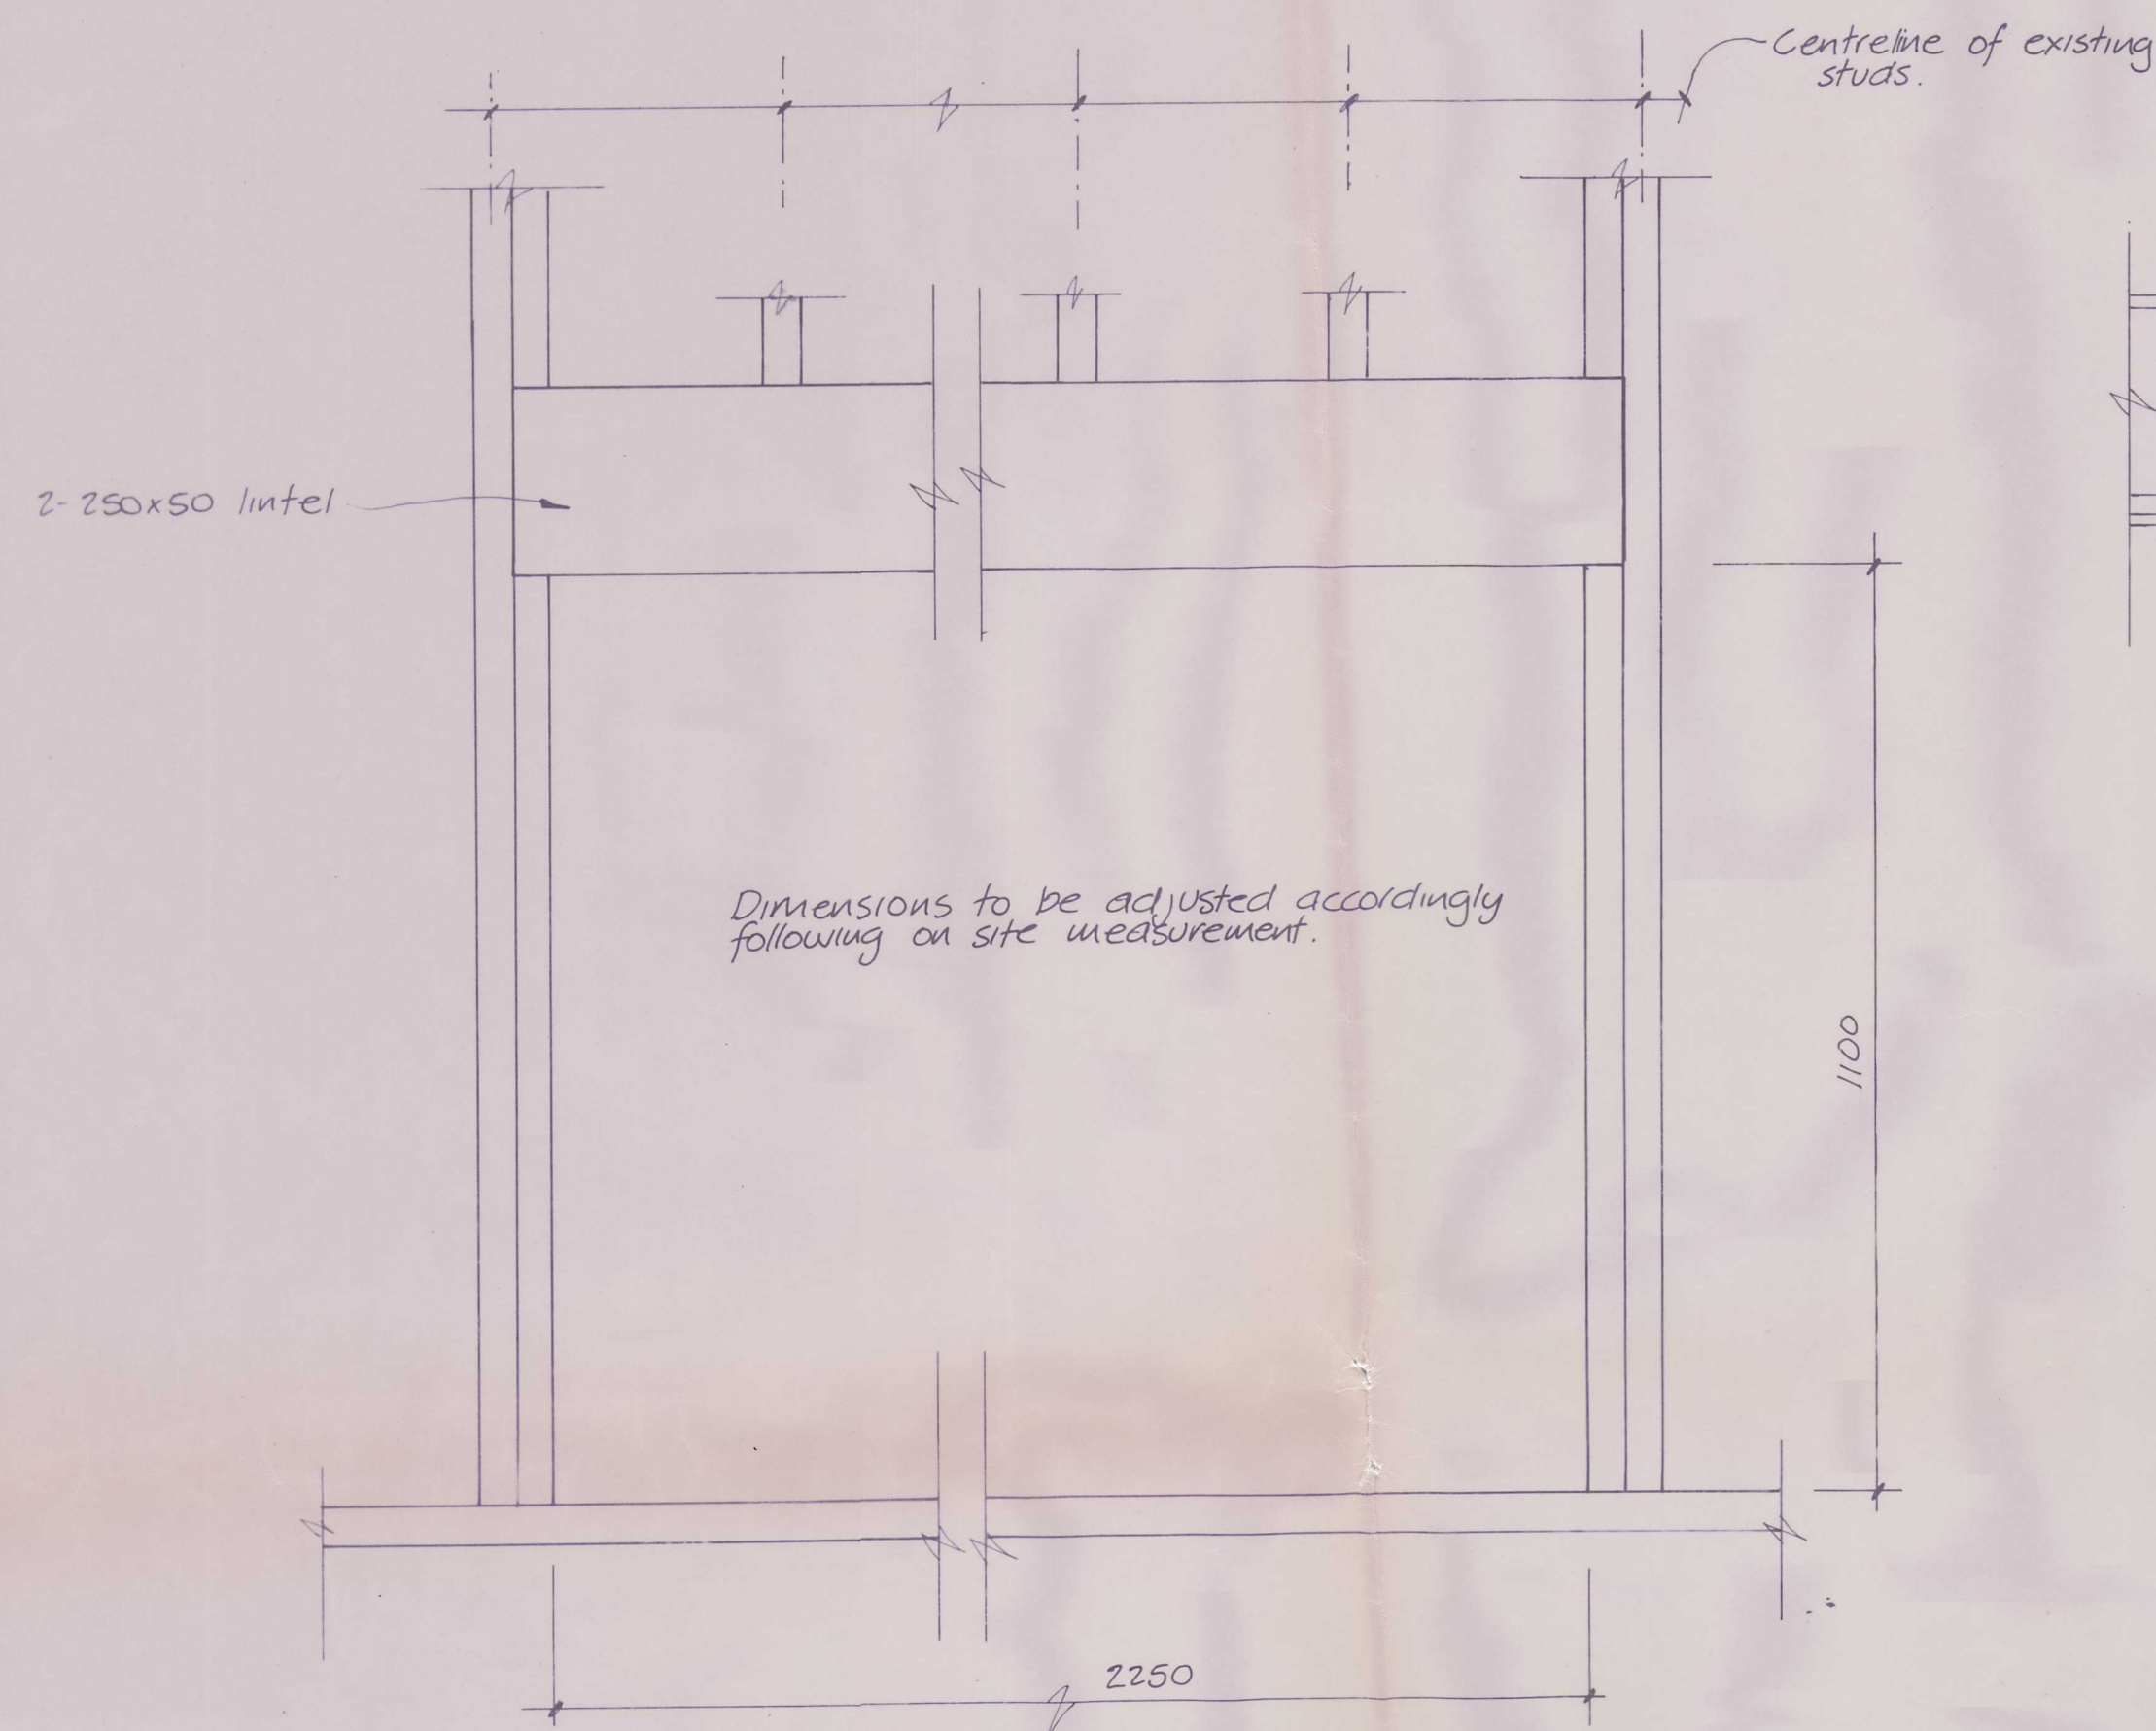 Centreline of existing
studs.
2-250x50 lintel
Dimensions to be adjusted accordingly
following on site measurement.
1100
2250